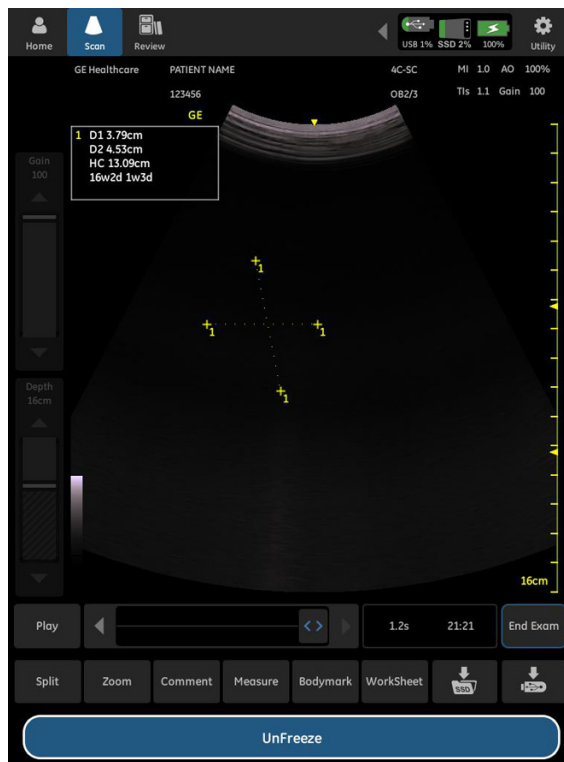 Home
Scan
Review
USB 1% SSD 2% 100%
Utility
GE Healthcare PATIENT NAME 4C-SC MI 1.0 AO 100%
123456 OB2/3 TIs 1.1 Gain 100
GE
1 D1 3.79cm
D2 4.53cm
HC 13.09cm
16w2d 1w3d
Gain
100
1
1
1
1
Depth
16cm
16cm
Play
1.2s 21:21
End Exam
Split Zoom Comment Measure Bodymark WorkSheet SSD
UnFreeze